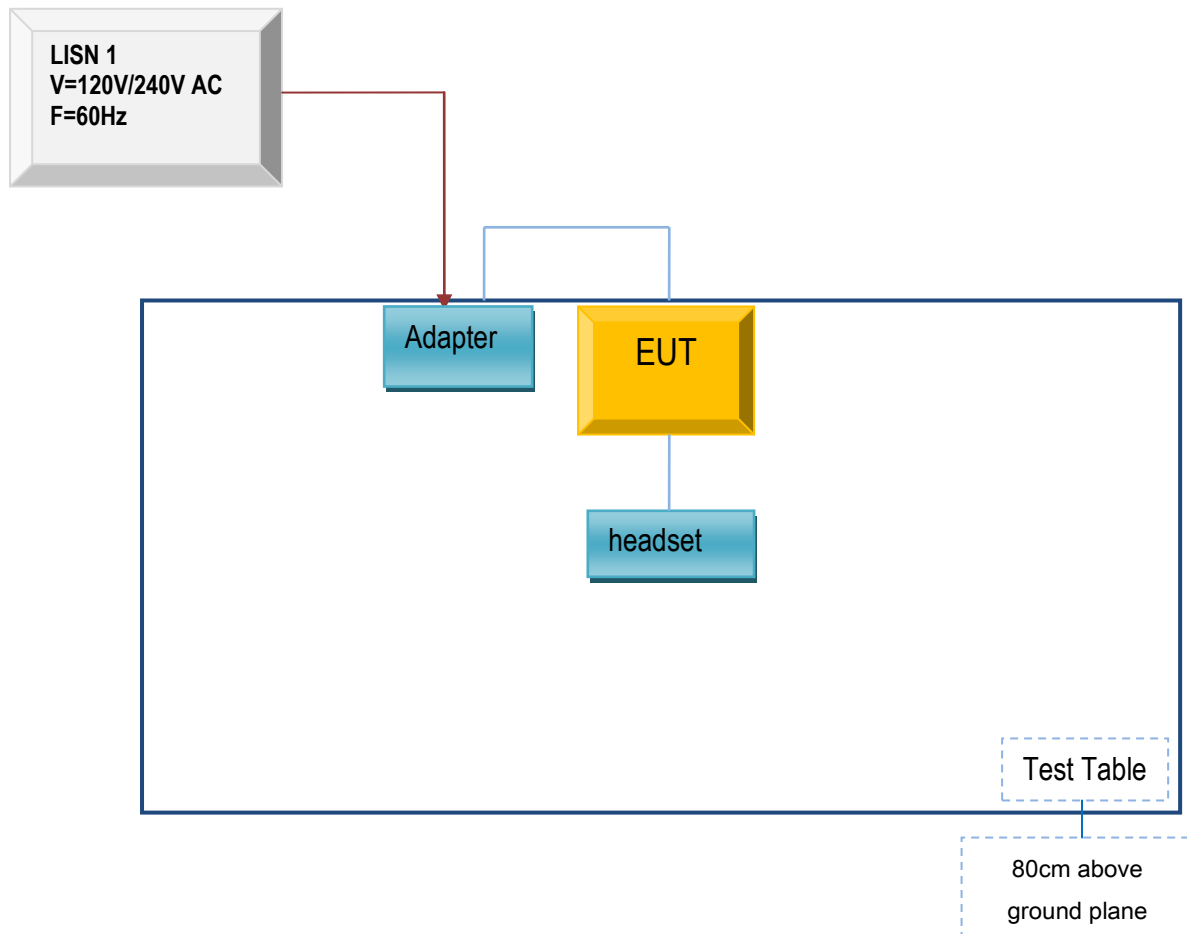 LISN 1
V=120V/240V AC
F=60Hz
Adapter
EUT
headset
Test Table
80cm above
ground plane